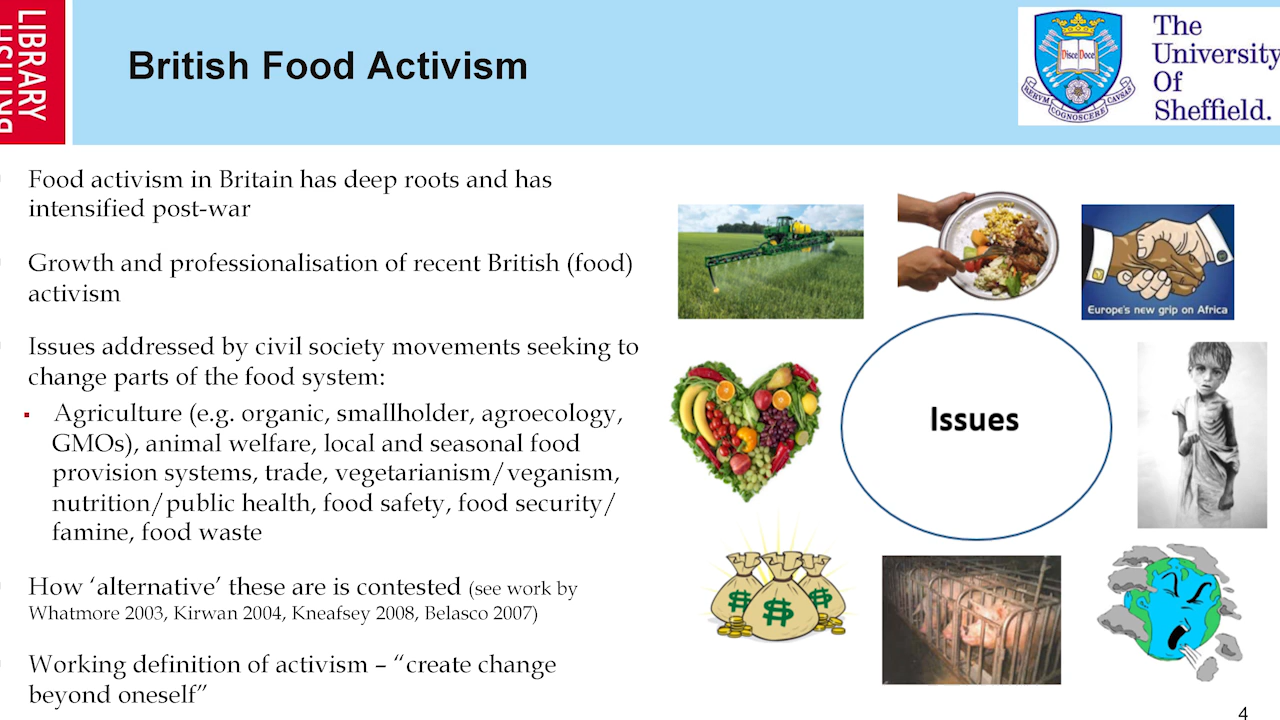 LIBRARY
BRITISH
British Food Activism
Disce Doce
RERVM COGNOSCERE CAVSAS
The
University
Of
Sheffield.
Food activism in Britain has deep roots and has
intensified post-war
Growth and professionalisation of recent British (food)
activism
Issues addressed by civil society movements seeking to
change parts of the food system:
▪ Agriculture (e.g. organic, smallholder, agroecology,
GMOs), animal welfare, local and seasonal food
provision systems, trade, vegetarianism/veganism,
nutrition/public health, food safety, food security/
famine, food waste
How ‘alternative’ these are is contested (see work by
Whatmore 2003, Kirwan 2004, Kneafsey 2008, Belasco 2007)
Working definition of activism – “create change
beyond oneself”
Europe's new grip on Africa
Issues
$ $ $
4